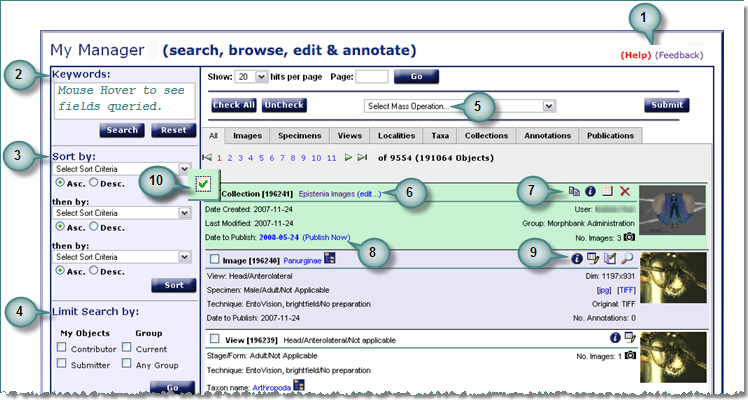 1
My Manager (search, browse, edit & annotate)
(Help) (Feedback)
2
Keywords:
Mouse Hover to see
fields queried.
Search Reset
Show: 20 hits per page Page: Go
Check All UnCheck Select Mass Operation... 5 Submit
All Images Specimens Views Localities Taxa Collections Annotations Publications
1 2 3 4 5 6 7 8 9 10 11 of 9554 (191064 Objects)
3
Sort by:
Select Sort Criteria
Asc. Desc.
then by:
Select Sort Criteria
Asc. Desc.
then by:
Select Sort Criteria
Asc. Desc.
Sort
4
Limit Search by:
My Objects Group
Contributor Current
Submitter Any Group
Go
10
Collection [196241] Epistenia Images (edit...) 6 7
Date Created: 2007-11-24 User:
Last Modified: 2007-11-24 Group: Morphbank Administration
Date to Publish: 2008-05-24 (Publish Now) No. Images: 3
8
9
Image [196240] Panurginae
View: Head/Anterolateral Dim: 1197x931
Specimen: Male/Adult/Not Applicable [jpg] [TIFF]
Technique: EntoVision, brightfield/No preparation Original: TIFF
Date to Publish: 2007-11-24 No. Annotations: 0
View [196239] Head/Anterolateral/Not applicable
Stage/Form: Adult/Not Applicable No. Images: 1
Technique: EntoVision, brightfield/No preparation
Taxon name: Arthropoda